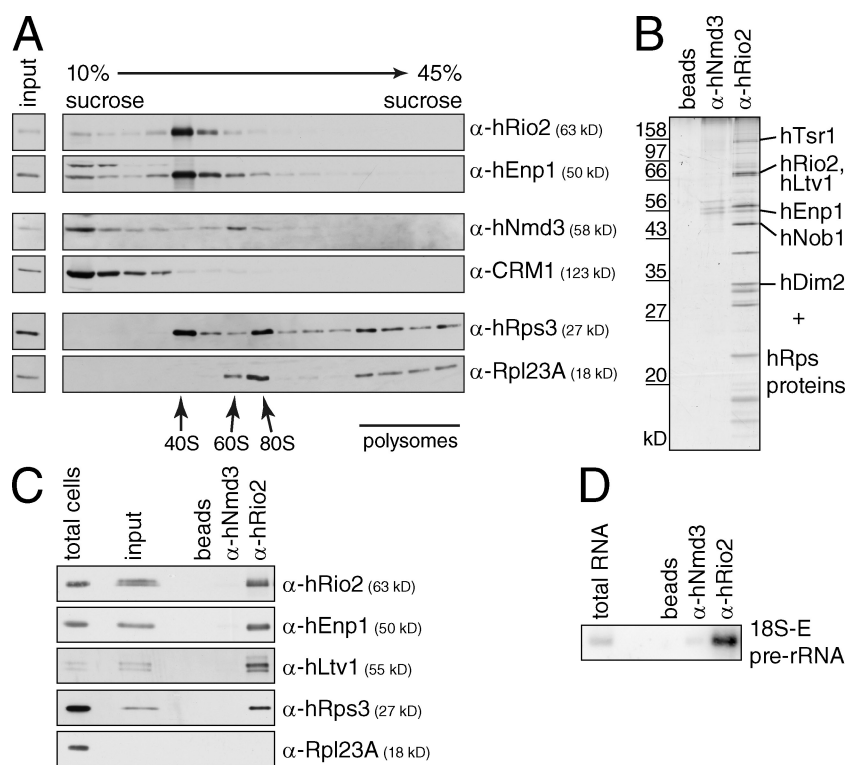 A
input
10%
45%
sucrose
sucrose
α-hRio2 (63 kD)
α-hEnp1 (50 kD)
α-hNmd3 (58 kD)
α-CRM1 (123 kD)
α-hRps3 (27 kD)
α-Rpl23A (18 kD)
40S
60S
80S
polysomes
B
beads
α-hNmd3
α-hRio2
158
97
66
56
43
35
27
20
kD
hTsr1
hRio2,
hLtv1
hEnp1
hNob1
hDim2
+
hRps
proteins
C
total cells
input
beads
α-hNmd3
α-hRio2
α-hRio2 (63 kD)
α-hEnp1 (50 kD)
α-hLtv1 (55 kD)
α-hRps3 (27 kD)
α-Rpl23A (18 kD)
D
total RNA
beads
α-hNmd3
α-hRio2
18S-E
pre-rRNA